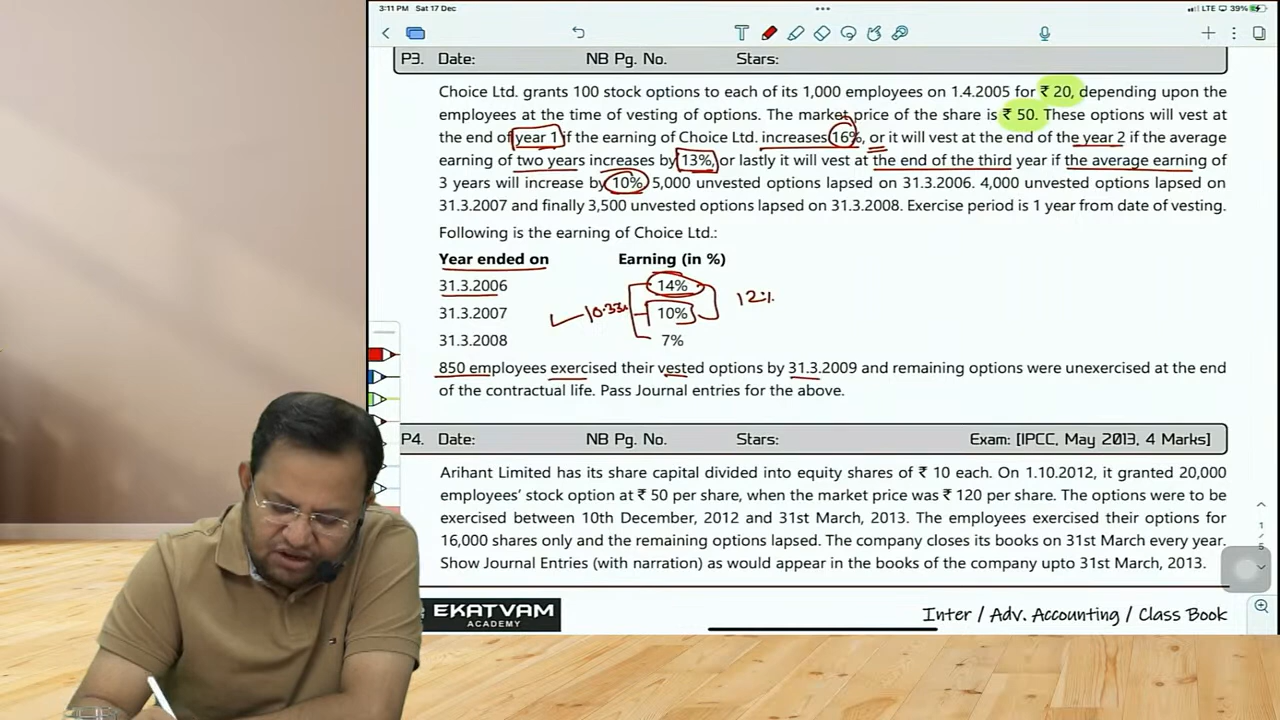 3:11 PM Sat 17 Dec
LTE 39%
P3. Date: NB Pg. No. Stars:
Choice Ltd. grants 100 stock options to each of its 1,000 employees on 1.4.2005 for ₹ 20, depending upon the
employees at the time of vesting of options. The market price of the share is ₹ 50. These options will vest at
the end of year 1 if the earning of Choice Ltd. increases 16%, or it will vest at the end of the year 2 if the average
earning of two years increases by 13%, or lastly it will vest at the end of the third year if the average earning of
3 years will increase by 10% 5,000 unvested options lapsed on 31.3.2006. 4,000 unvested options lapsed on
31.3.2007 and finally 3,500 unvested options lapsed on 31.3.2008. Exercise period is 1 year from date of vesting.
Following is the earning of Choice Ltd.:
Year ended on Earning (in %)
31.3.2006 14%
12%
31.3.2007 10.33% 10%
31.3.2008 7%
850 employees exercised their vested options by 31.3.2009 and remaining options were unexercised at the end
of the contractual life. Pass Journal entries for the above.
P4. Date: NB Pg. No. Stars: Exam: [IPCC, May 2013, 4 Marks]
Arihant Limited has its share capital divided into equity shares of ₹ 10 each. On 1.10.2012, it granted 20,000
employees' stock option at ₹ 50 per share, when the market price was ₹ 120 per share. The options were to be
exercised between 10th December, 2012 and 31st March, 2013. The employees exercised their options for
16,000 shares only and the remaining options lapsed. The company closes its books on 31st March every year.
Show Journal Entries (with narration) as would appear in the books of the company upto 31st March, 2013.
EKATVAM
ACADEMY
Inter / Adv. Accounting / Class Book